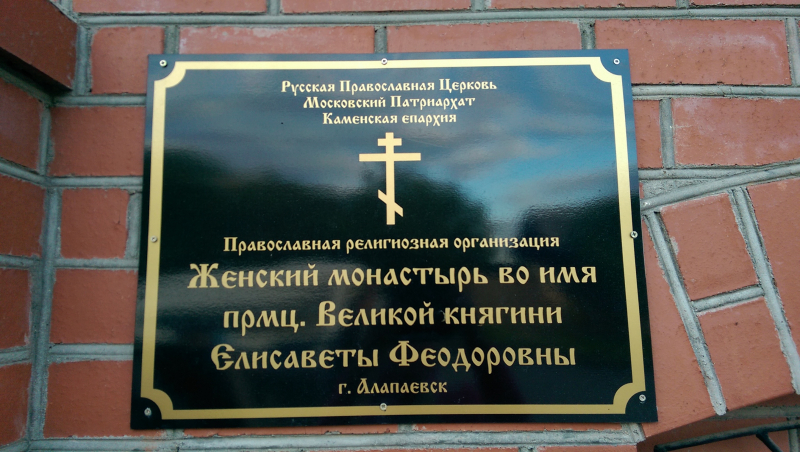 Русская Православная Церковь
Московский Патриархат
Каменская епархия
Православная религиозная организация
Женский монастырь во имя
прмц. Великой княгини
Елисаветы Феодоровны
г. Алапаевск